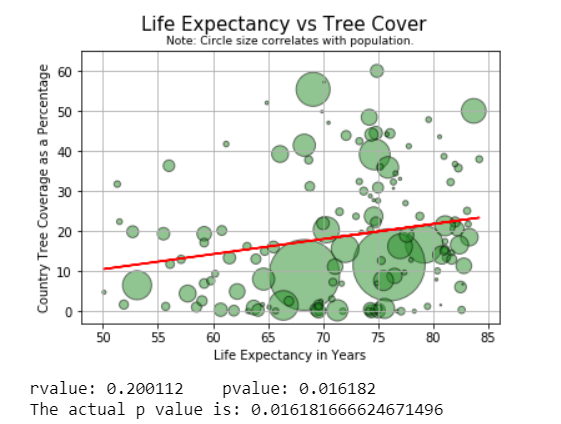 Life Expectancy vs Tree Cover
Note: Circle size correlates with population.
Country Tree Coverage as a Percentage
60
50
40
30
20
10
0
50 55 60 65 70 75 80 85
Life Expectancy in Years
rvalue: 0.200112 pvalue: 0.016182
The actual p value is: 0.016181666624671496